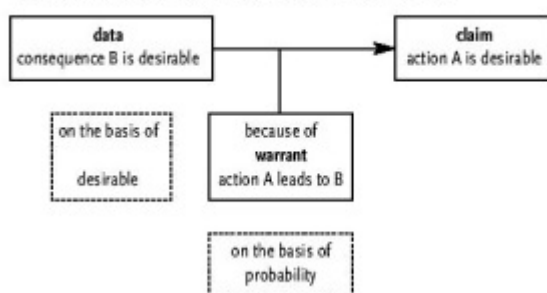 data
consequence B is desirable
claim
action A is desirable
on the basis of
desirable
because of
warrant
action A leads to B
on the basis of
probability